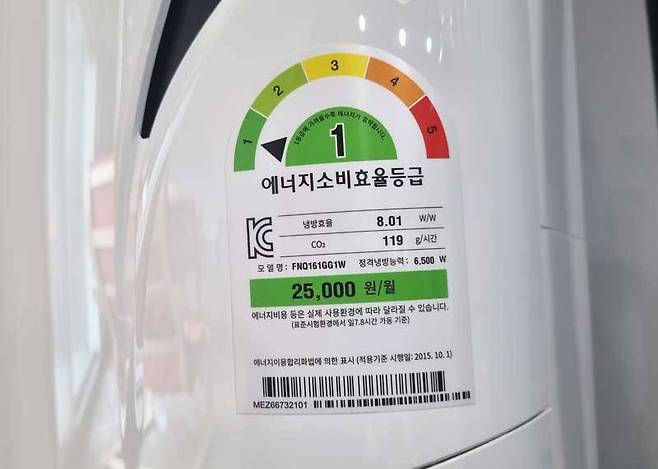 1 2 3 4 5
1등급에 가까울수록 에너지가 절약됩니다.
1
에너지소비효율등급
냉방효율 8.01 W/W
CO₂ 119 g/시간
모델명 : FNQ161GG1W 정격냉방능력 : 6,500 W
25,000 원/월
에너지비용 등은 실제 사용환경에 따라 달라질 수 있습니다.
(표준시험환경에서 일7.8시간 가동 기준)
에너지이용합리화법에 의한 표시 (적용기준 시행일: 2015. 10. 1)
MEZ66732101